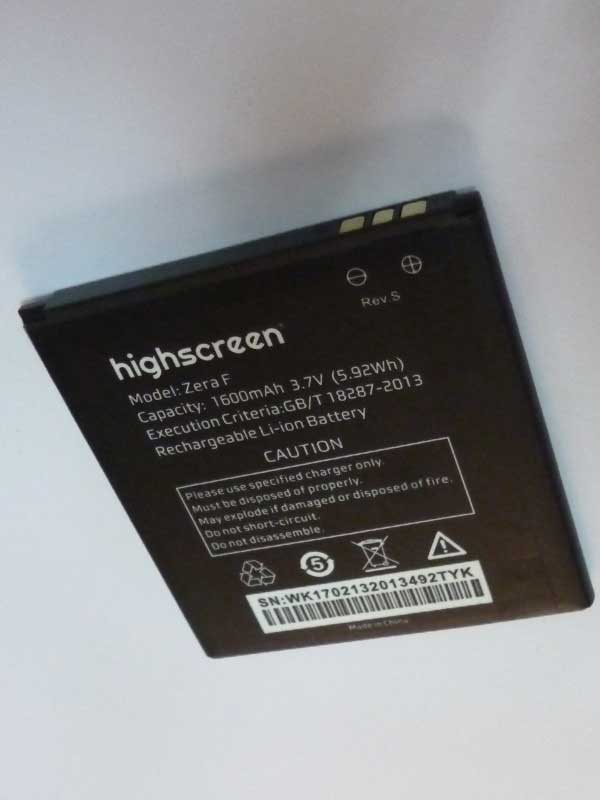 ⊖ ⊕
Rev.S
highscreen
Model:Zera F
Capacity: 1600mAh 3.7V (5.92Wh)
Execution Criteria:GB/T 18287-2013
Rechargeable Li-ion Battery
CAUTION
Please use specified charger only.
Must be disposed of properly.
May explode if damaged or disposed of fire.
Do not short-circuit.
Do not disassemble.
5
SN:WK1702132013492TYK
Made in China